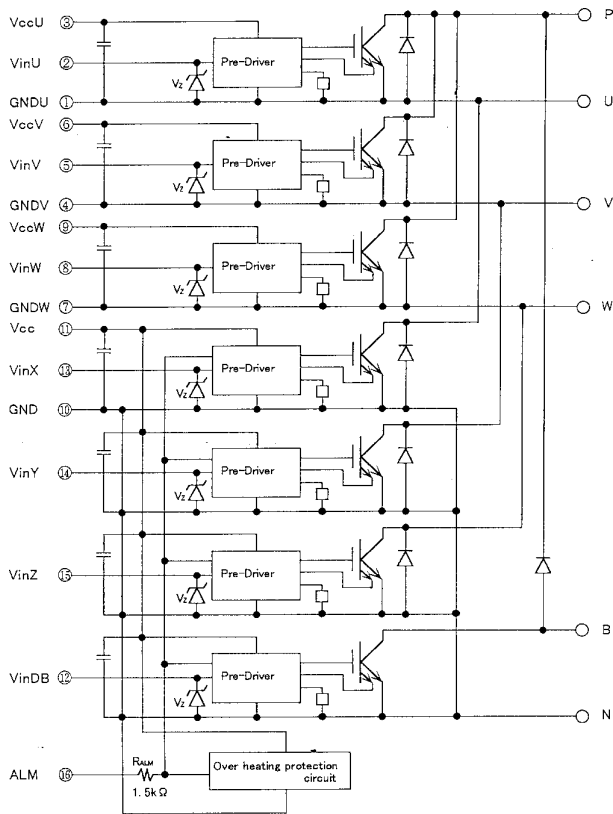 VccU ③ P
VinU ② Vz Pre-Driver
GNDU ① U
VccV ⑥
VinV ⑤ Vz Pre-Driver
GNDV ④ V
VccW ⑨
VinW ⑧ Vz Pre-Driver
GNDW ⑦ W
Vcc ⑪
VinX ⑬ Vz Pre-Driver
GND ⑩
VinY ⑭ Vz Pre-Driver
VinZ ⑮ Vz Pre-Driver
B
VinDB ⑫ Vz Pre-Driver
N
ALM ⑯ RALM 1.5kΩ
Over heating protection
circuit